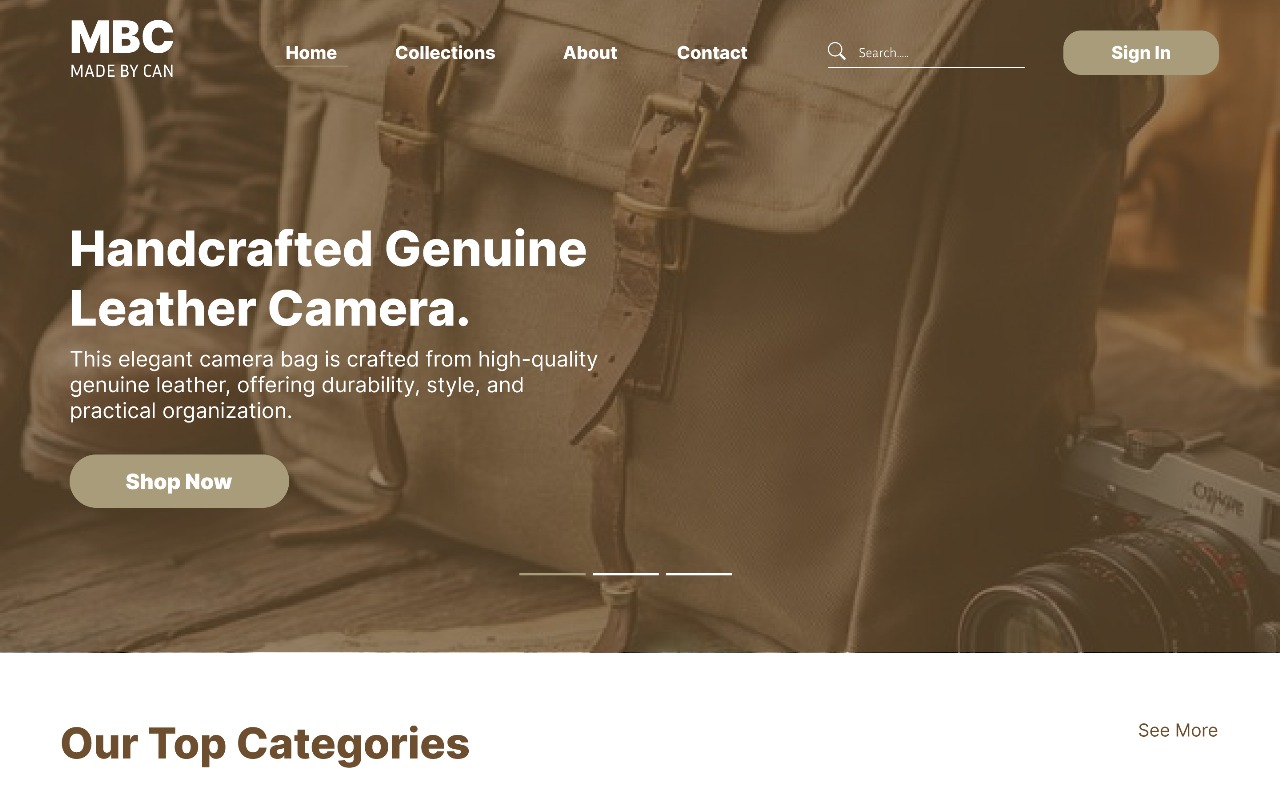 MBC
MADE BY CAN
Home Collections About Contact Search..... Sign In
Handcrafted Genuine
Leather Camera.
This elegant camera bag is crafted from high-quality
genuine leather, offering durability, style, and
practical organization.
Shop Now
Our Top Categories
See More